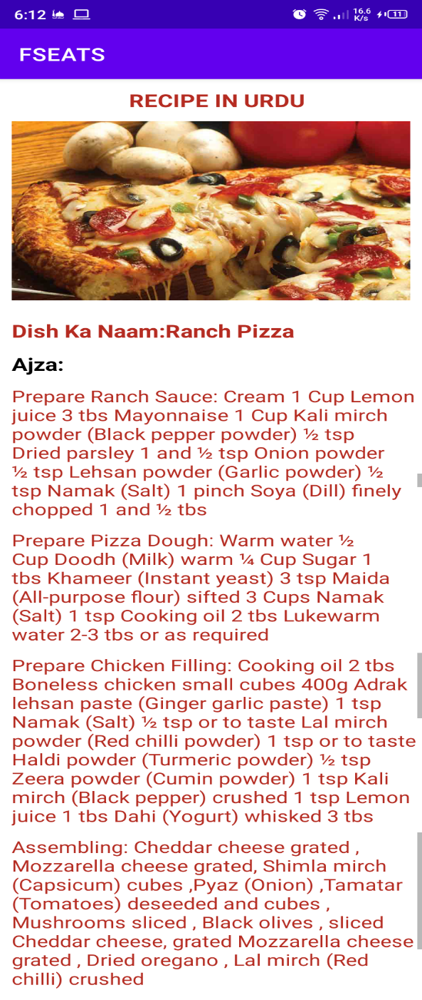 6:12
16.6
K/s
11
FSEATS
RECIPE IN URDU
Dish Ka Naam:Ranch Pizza
Ajza:
Prepare Ranch Sauce: Cream 1 Cup Lemon
juice 3 tbs Mayonnaise 1 Cup Kali mirch
powder (Black pepper powder) ½ tsp
Dried parsley 1 and ½ tsp Onion powder
½ tsp Lehsan powder (Garlic powder) ½
tsp Namak (Salt) 1 pinch Soya (Dill) finely
chopped 1 and ½ tbs
Prepare Pizza Dough: Warm water ½
Cup Doodh (Milk) warm ¼ Cup Sugar 1
tbs Khameer (Instant yeast) 3 tsp Maida
(All-purpose flour) sifted 3 Cups Namak
(Salt) 1 tsp Cooking oil 2 tbs Lukewarm
water 2-3 tbs or as required
Prepare Chicken Filling: Cooking oil 2 tbs
Boneless chicken small cubes 400g Adrak
lehsan paste (Ginger garlic paste) 1 tsp
Namak (Salt) ½ tsp or to taste Lal mirch
powder (Red chilli powder) 1 tsp or to taste
Haldi powder (Turmeric powder) ½ tsp
Zeera powder (Cumin powder) 1 tsp Kali
mirch (Black pepper) crushed 1 tsp Lemon
juice 1 tbs Dahi (Yogurt) whisked 3 tbs
Assembling: Cheddar cheese grated ,
Mozzarella cheese grated, Shimla mirch
(Capsicum) cubes ,Pyaz (Onion) ,Tamatar
(Tomatoes) deseeded and cubes ,
Mushrooms sliced , Black olives , sliced
Cheddar cheese, grated Mozzarella cheese
grated , Dried oregano , Lal mirch (Red
chilli) crushed